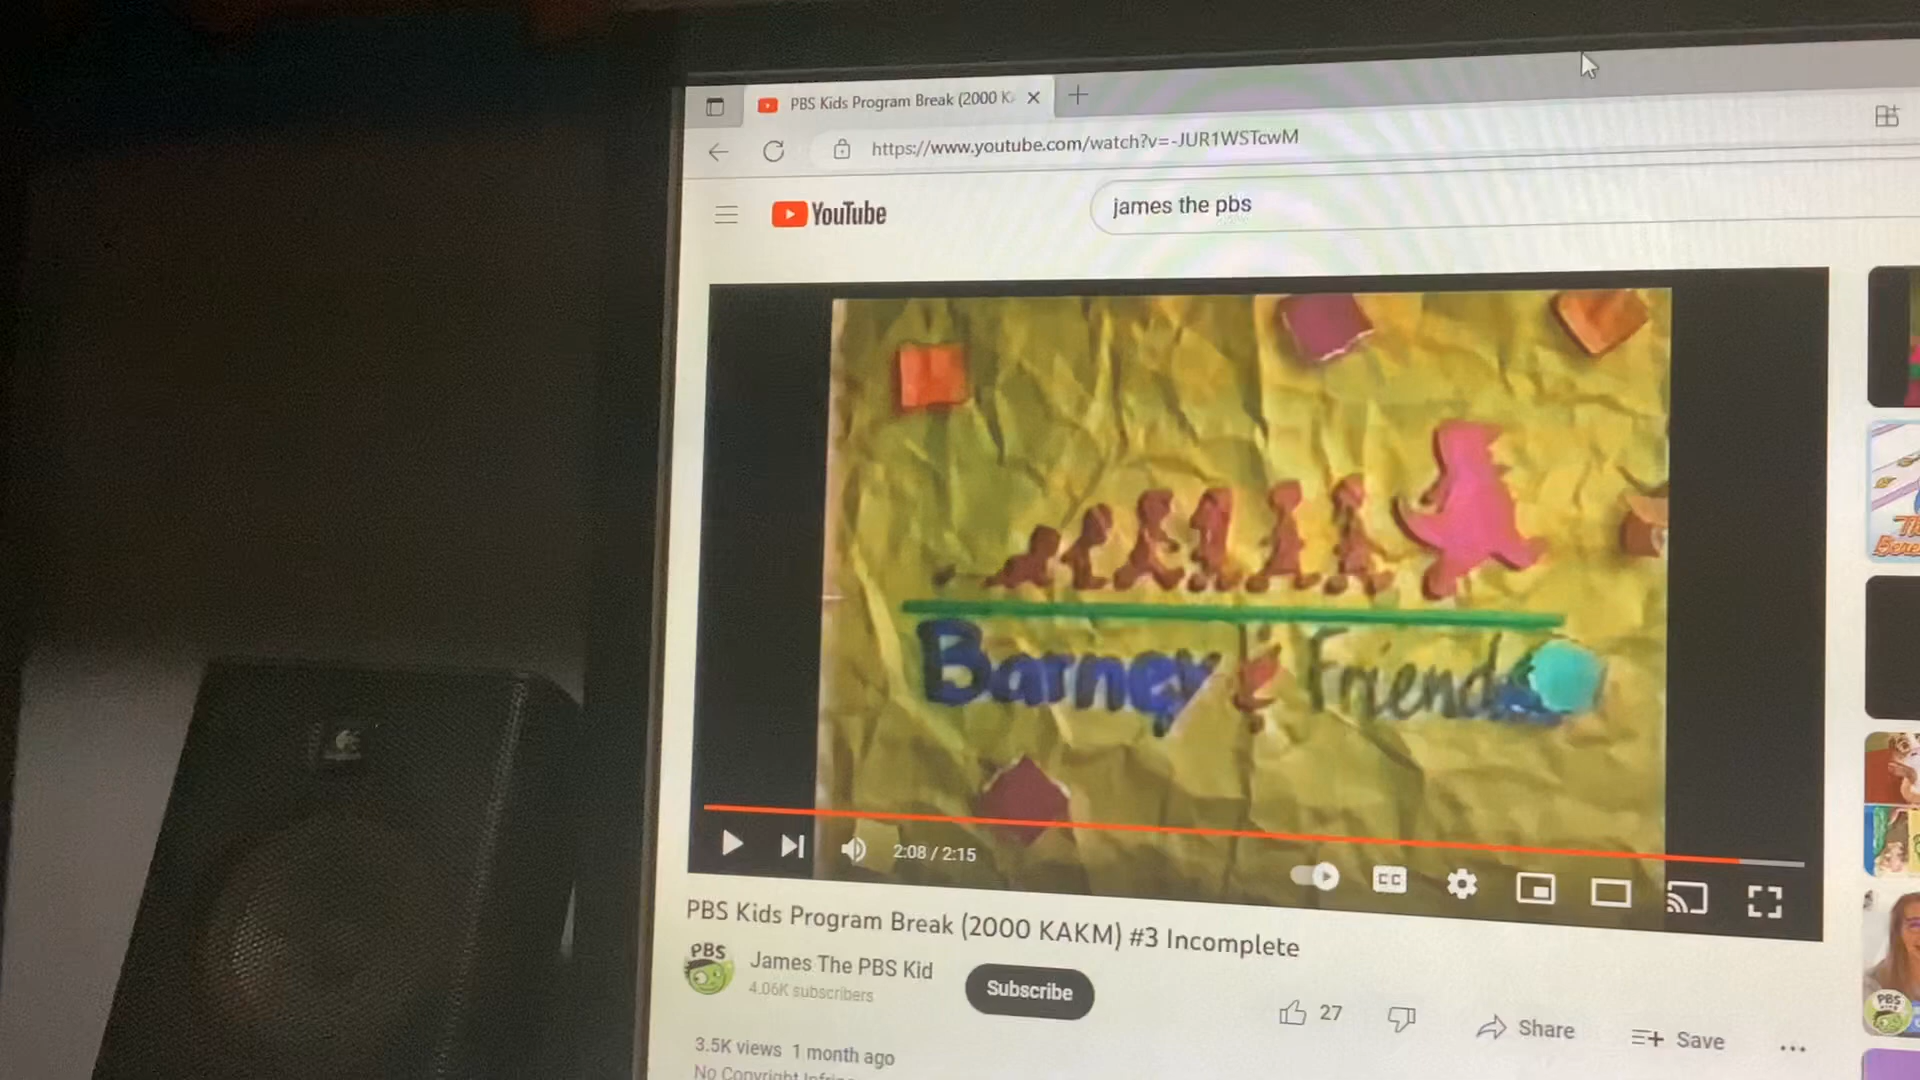 PBS Kids Program Break (2000 K
https://www.youtube.com/watch?v=-JUR1WSTcwM
YouTube
james the pbs
Barney & Friends
2:08 / 2:15
CC
PBS Kids Program Break (2000 KAKM) #3 Incomplete
PBS
James The PBS Kid
4.06K subscribers
Subscribe
27
Share
Save
3.5K views 1 month ago
No Copyright
PBS